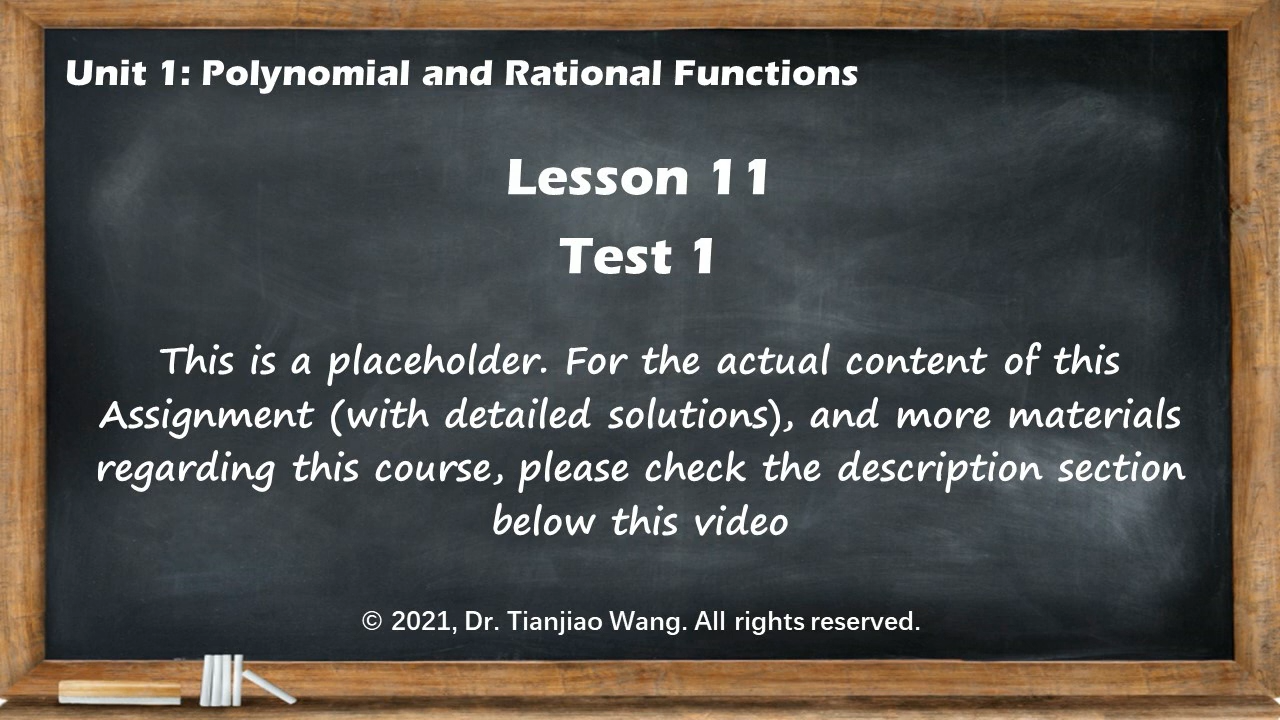 Unit 1: Polynomial and Rational Functions
Lesson 11
Test 1
This is a placeholder. For the actual content of this
Assignment (with detailed solutions), and more materials
regarding this course, please check the description section
below this video
© 2021, Dr. Tianjiao Wang. All rights reserved.